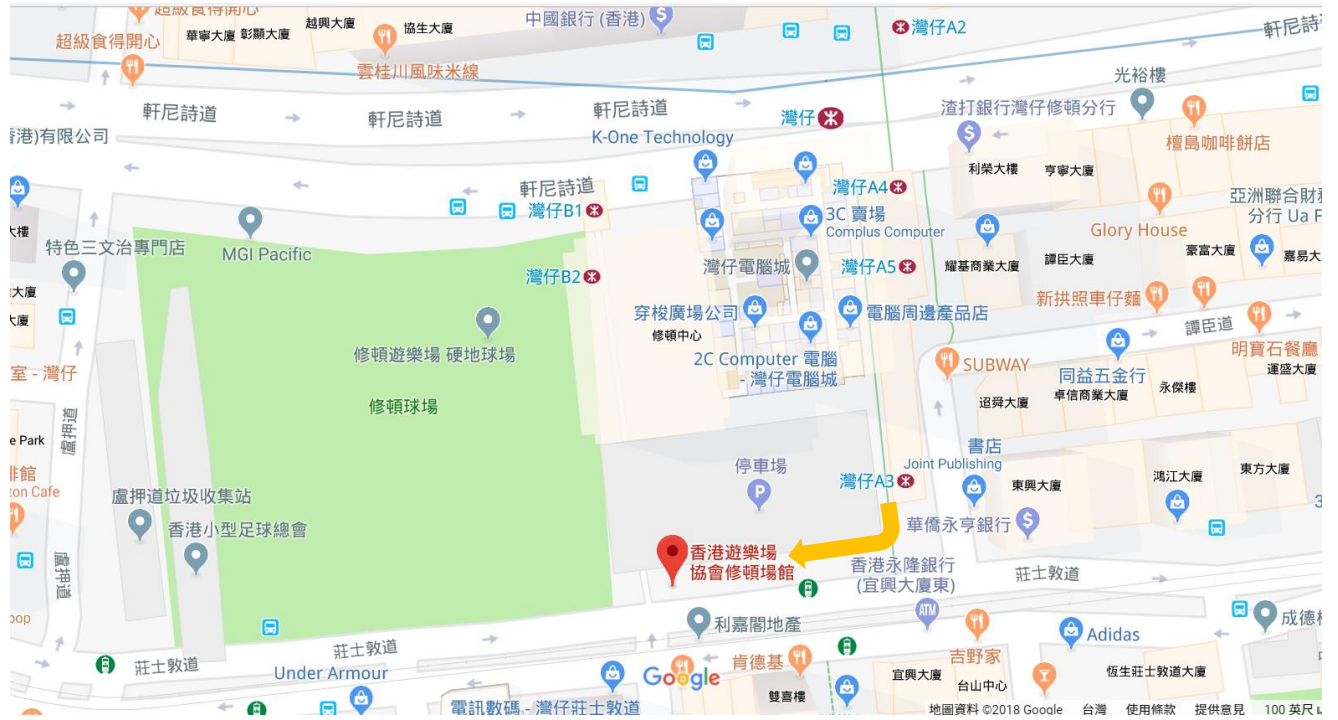 超級食得開心
越興大廈
協生大廈
中國銀行 (香港)
灣仔A2
超級食得開心
華寧大廈
彰顯大廈
雲桂川風味米線
軒尼詩
光裕樓
軒尼詩道
軒尼詩道
軒尼詩道
灣仔
渣打銀行灣仔修頓分行
港)有限公司
K-One Technology
檀島咖啡餅店
利榮大樓
亨寧大廈
軒尼詩道
灣仔A4
灣仔B1
3C 賣場
Complus Computer
亞洲聯合財務
分行 Ua F
大樓
特色三文治專門店
MGI Pacific
Glory House
灣仔B2
灣仔電腦城
灣仔A5
耀基商業大廈
譚臣大廈
豪富大廈
嘉易大
大廈
新拱照車仔麵
穿梭廣場公司
電腦周邊產品店
大廈
修頓中心
譚臣道
修頓遊樂場 硬地球場
2C Computer 電腦
- 灣仔電腦城
SUBWAY
同益五金行
明寶石餐廳
運盛大廈
室 - 灣仔
卓信商業大廈
永傑樓
修頓球場
迢舜大廈
盧押道
e Park
書店
Joint Publishing
停車場
P
灣仔A3
東興大廈
鴻江大廈
東方大廈
啡館
ton Cafe
盧押道垃圾收集站
香港小型足球總會
華僑永亨銀行
香港遊樂場
協會修頓場館
盧押道
香港永隆銀行
(宜興大廈東)
莊士敦道
oop
利嘉閣地產
ATM
Adidas
成德樓
莊士敦道
莊士敦道
Under Armour
Google
肯德基
吉野家
宜興大廈
台山中心
恆生莊士敦道大廈
雙喜樓
電訊數碼 - 灣仔莊士敦道
地圖資料 ©2018 Google
台灣
使用條款
提供意見
100 英尺